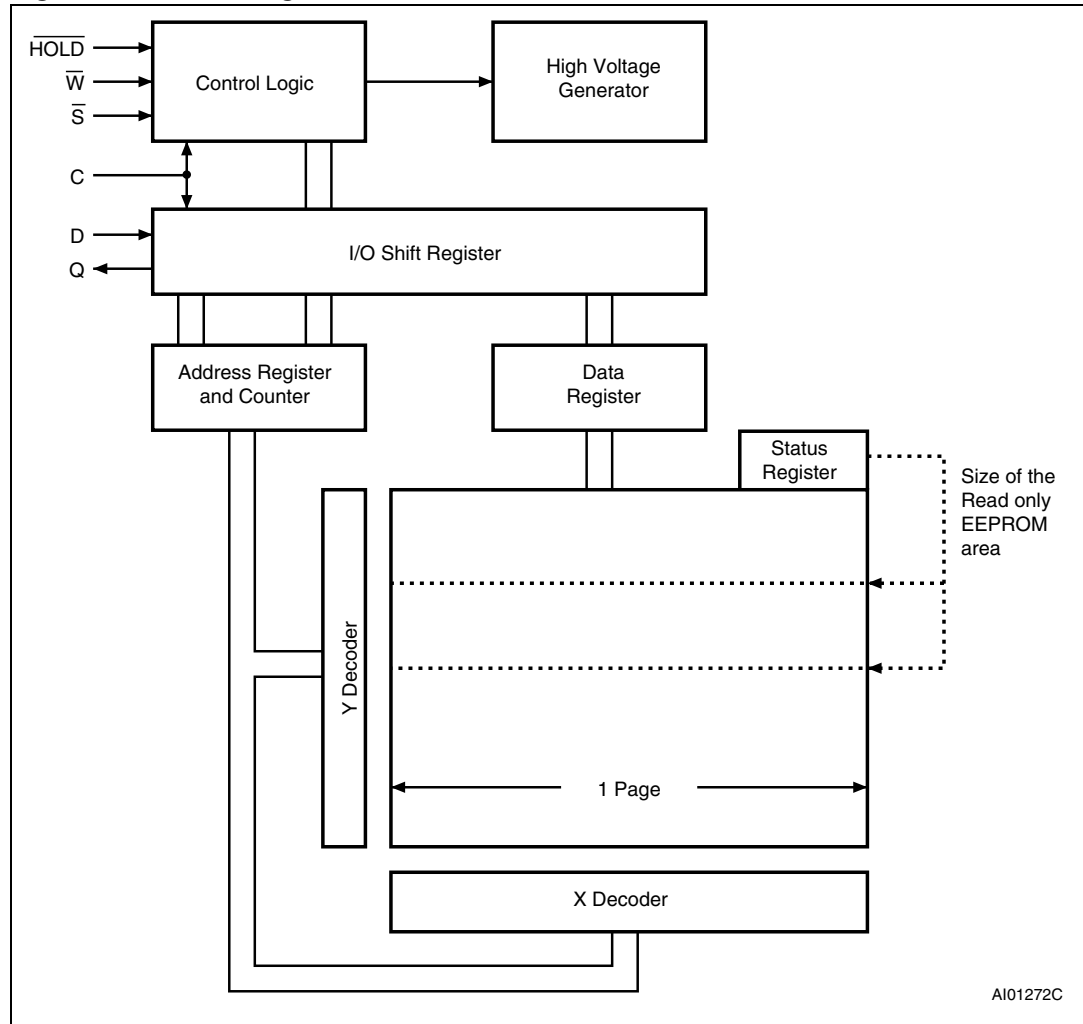 HOLD
W
S
C
D
Q
Control Logic
High Voltage
Generator
I/O Shift Register
Address Register
and Counter
Data
Register
Status
Register
Size of the
Read only
EEPROM
area
Y Decoder
1 Page
X Decoder
AI01272C